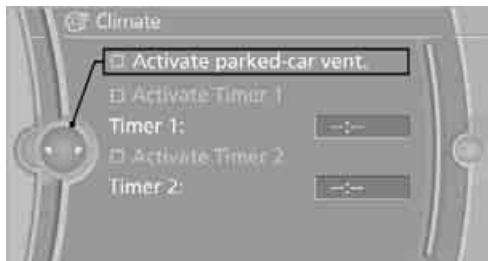 Climate
Activate parked-car vent.
Activate Timer 1
Timer 1: --:--
Activate Timer 2
Timer 2: --:--